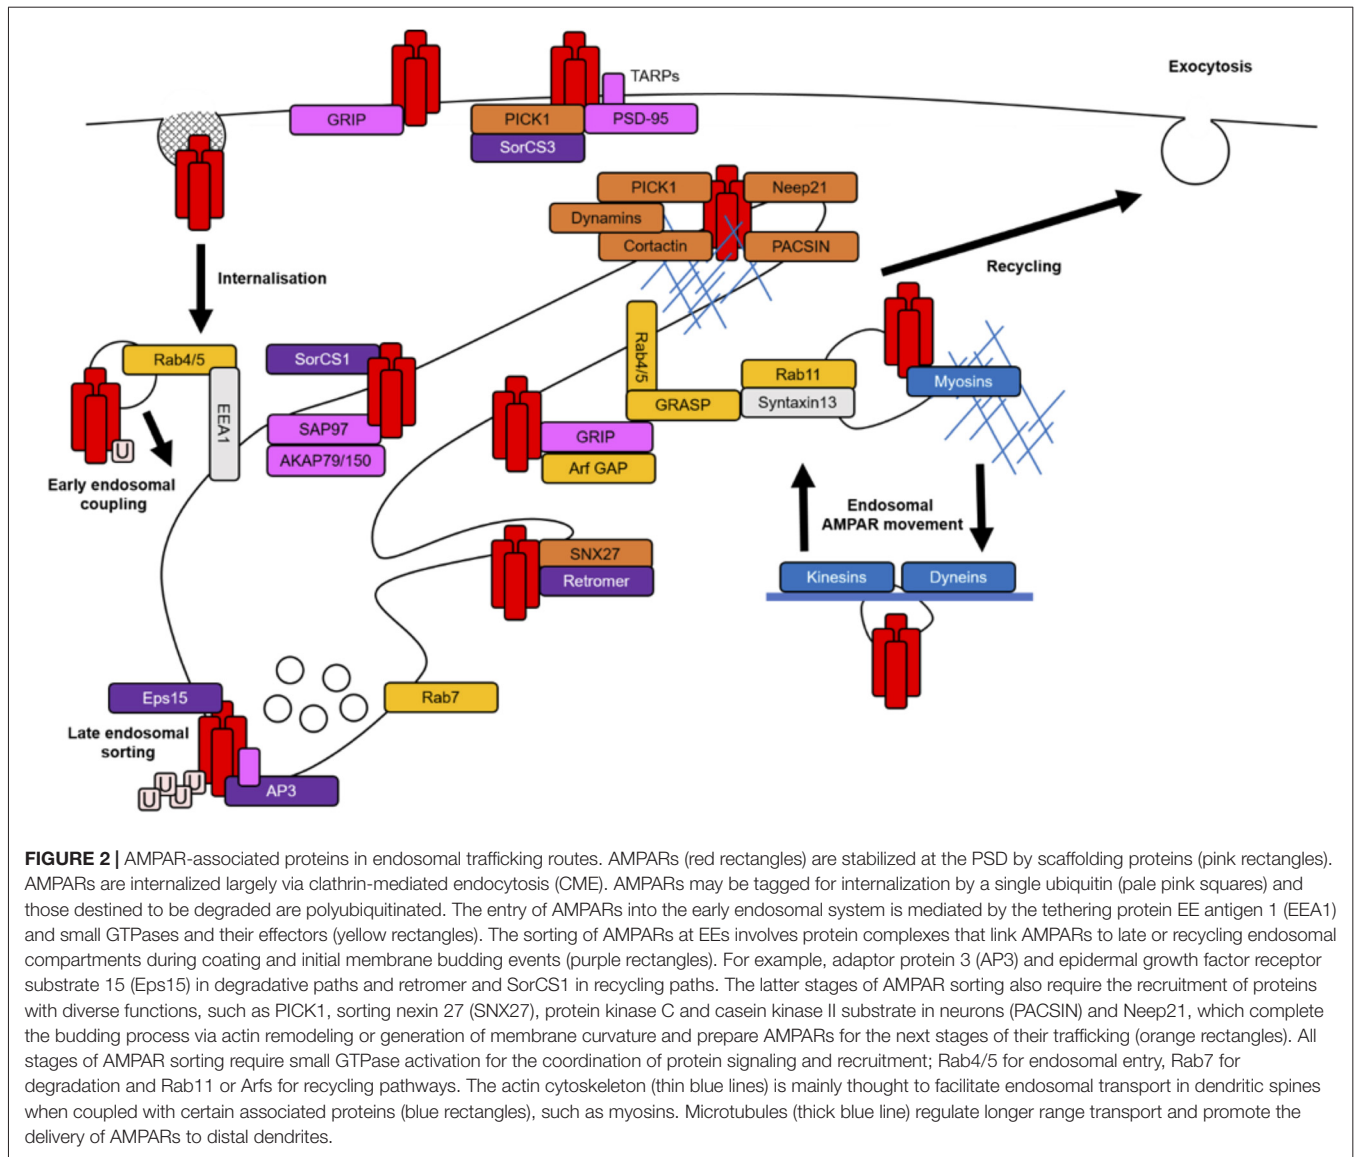 TARPs
Exocytosis
GRIP
PICK1
PSD-95
SorCS3
PICK1
Neep21
Dynamins
Cortactin
PACSIN
Internalisation
Recycling
Rab4/5
SorCS1
EEA1
Rab4/5
Rab11
Myosins
GRASP
Syntaxin13
SAP97
AKAP79/150
GRIP
Arf GAP
U
Early endosomal
coupling
Endosomal
AMPAR movement
SNX27
Retromer
Kinesins
Dyneins
Eps15
Rab7
Late endosomal
sorting
AP3
U
U
U
U
FIGURE 2 | AMPAR-associated proteins in endosomal trafficking routes. AMPARs (red rectangles) are stabilized at the PSD by scaffolding proteins (pink rectangles).
AMPARs are internalized largely via clathrin-mediated endocytosis (CME). AMPARs may be tagged for internalization by a single ubiquitin (pale pink squares) and
those destined to be degraded are polyubiquitinated. The entry of AMPARs into the early endosomal system is mediated by the tethering protein EE antigen 1 (EEA1)
and small GTPases and their effectors (yellow rectangles). The sorting of AMPARs at EEs involves protein complexes that link AMPARs to late or recycling endosomal
compartments during coating and initial membrane budding events (purple rectangles). For example, adaptor protein 3 (AP3) and epidermal growth factor receptor
substrate 15 (Eps15) in degradative paths and retromer and SorCS1 in recycling paths. The latter stages of AMPAR sorting also require the recruitment of proteins
with diverse functions, such as PICK1, sorting nexin 27 (SNX27), protein kinase C and casein kinase II substrate in neurons (PACSIN) and Neep21, which complete
the budding process via actin remodeling or generation of membrane curvature and prepare AMPARs for the next stages of their trafficking (orange rectangles). All
stages of AMPAR sorting require small GTPase activation for the coordination of protein signaling and recruitment; Rab4/5 for endosomal entry, Rab7 for
degradation and Rab11 or Arfs for recycling pathways. The actin cytoskeleton (thin blue lines) is mainly thought to facilitate endosomal transport in dendritic spines
when coupled with certain associated proteins (blue rectangles), such as myosins. Microtubules (thick blue line) regulate longer range transport and promote the
delivery of AMPARs to distal dendrites.